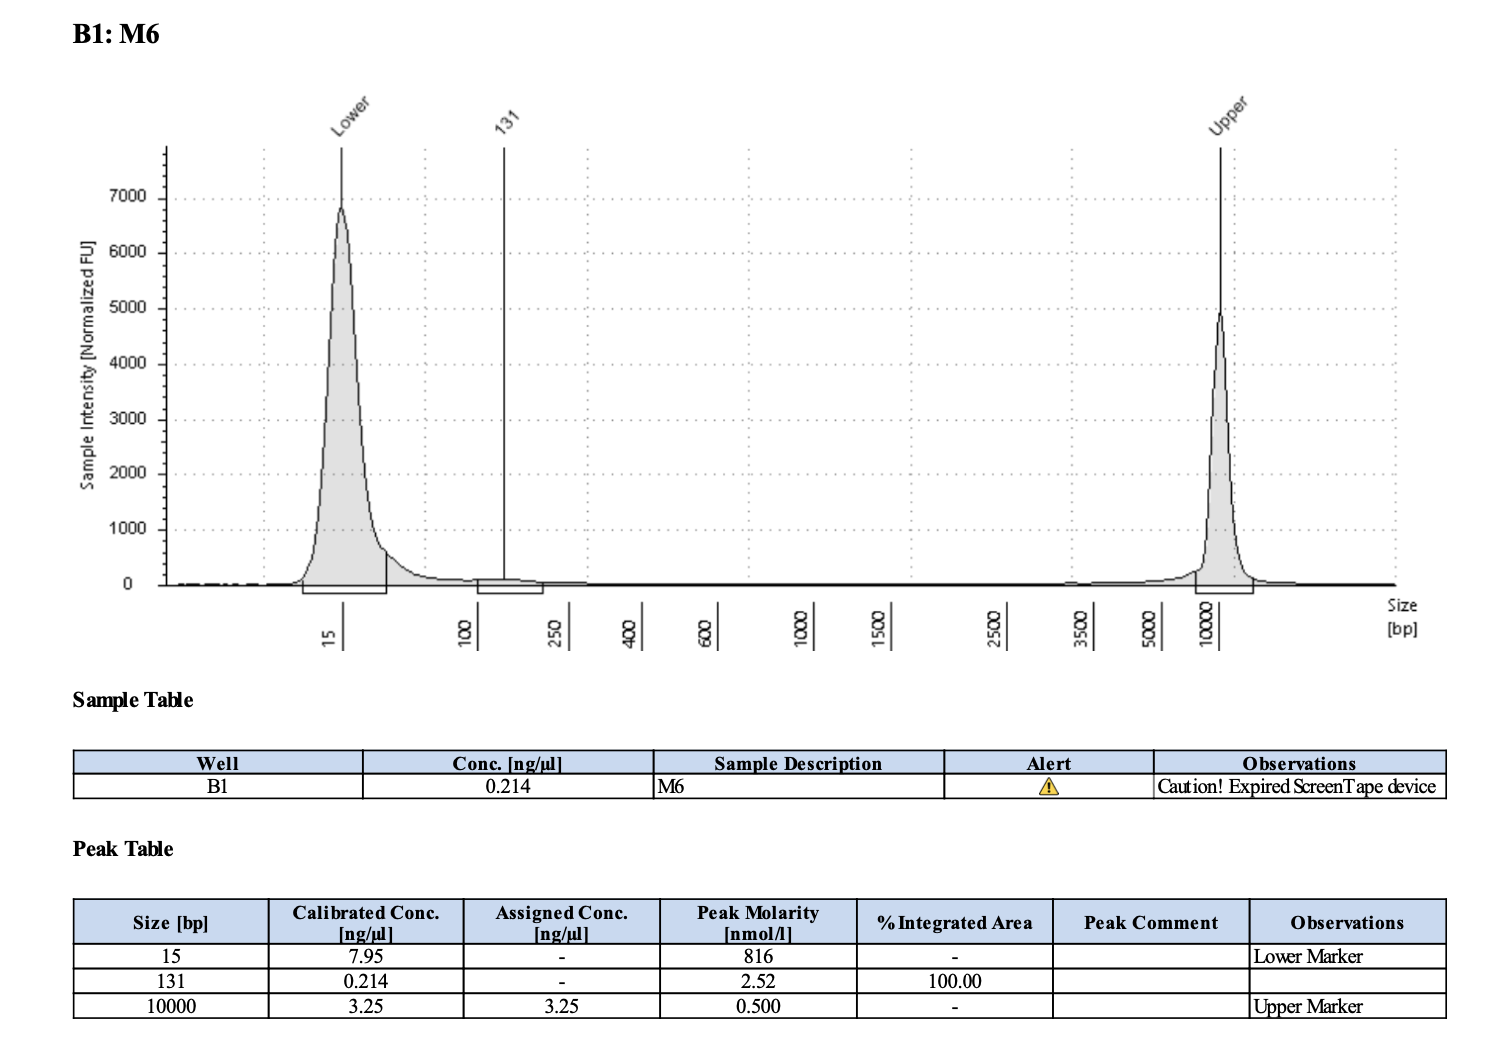 B1: M6
Lower
131
Upper
Sample Intensity [Normalized FU]
7000
6000
5000
4000
3000
2000
1000
0
15
100
250
400
600
1000
1500
2500
3500
5000
10000
Size
[bp]
Sample Table
Well Conc. [ng/µl] Sample Description Alert Observations
B1 0.214 M6 Caution! Expired ScreenTape device
Peak Table
Size [bp] Calibrated Conc. [ng/µl] Assigned Conc. [ng/µl] Peak Molarity [nmol/l] % Integrated Area Peak Comment Observations
15 7.95 - 816 - Lower Marker
131 0.214 - 2.52 100.00
10000 3.25 3.25 0.500 - Upper Marker